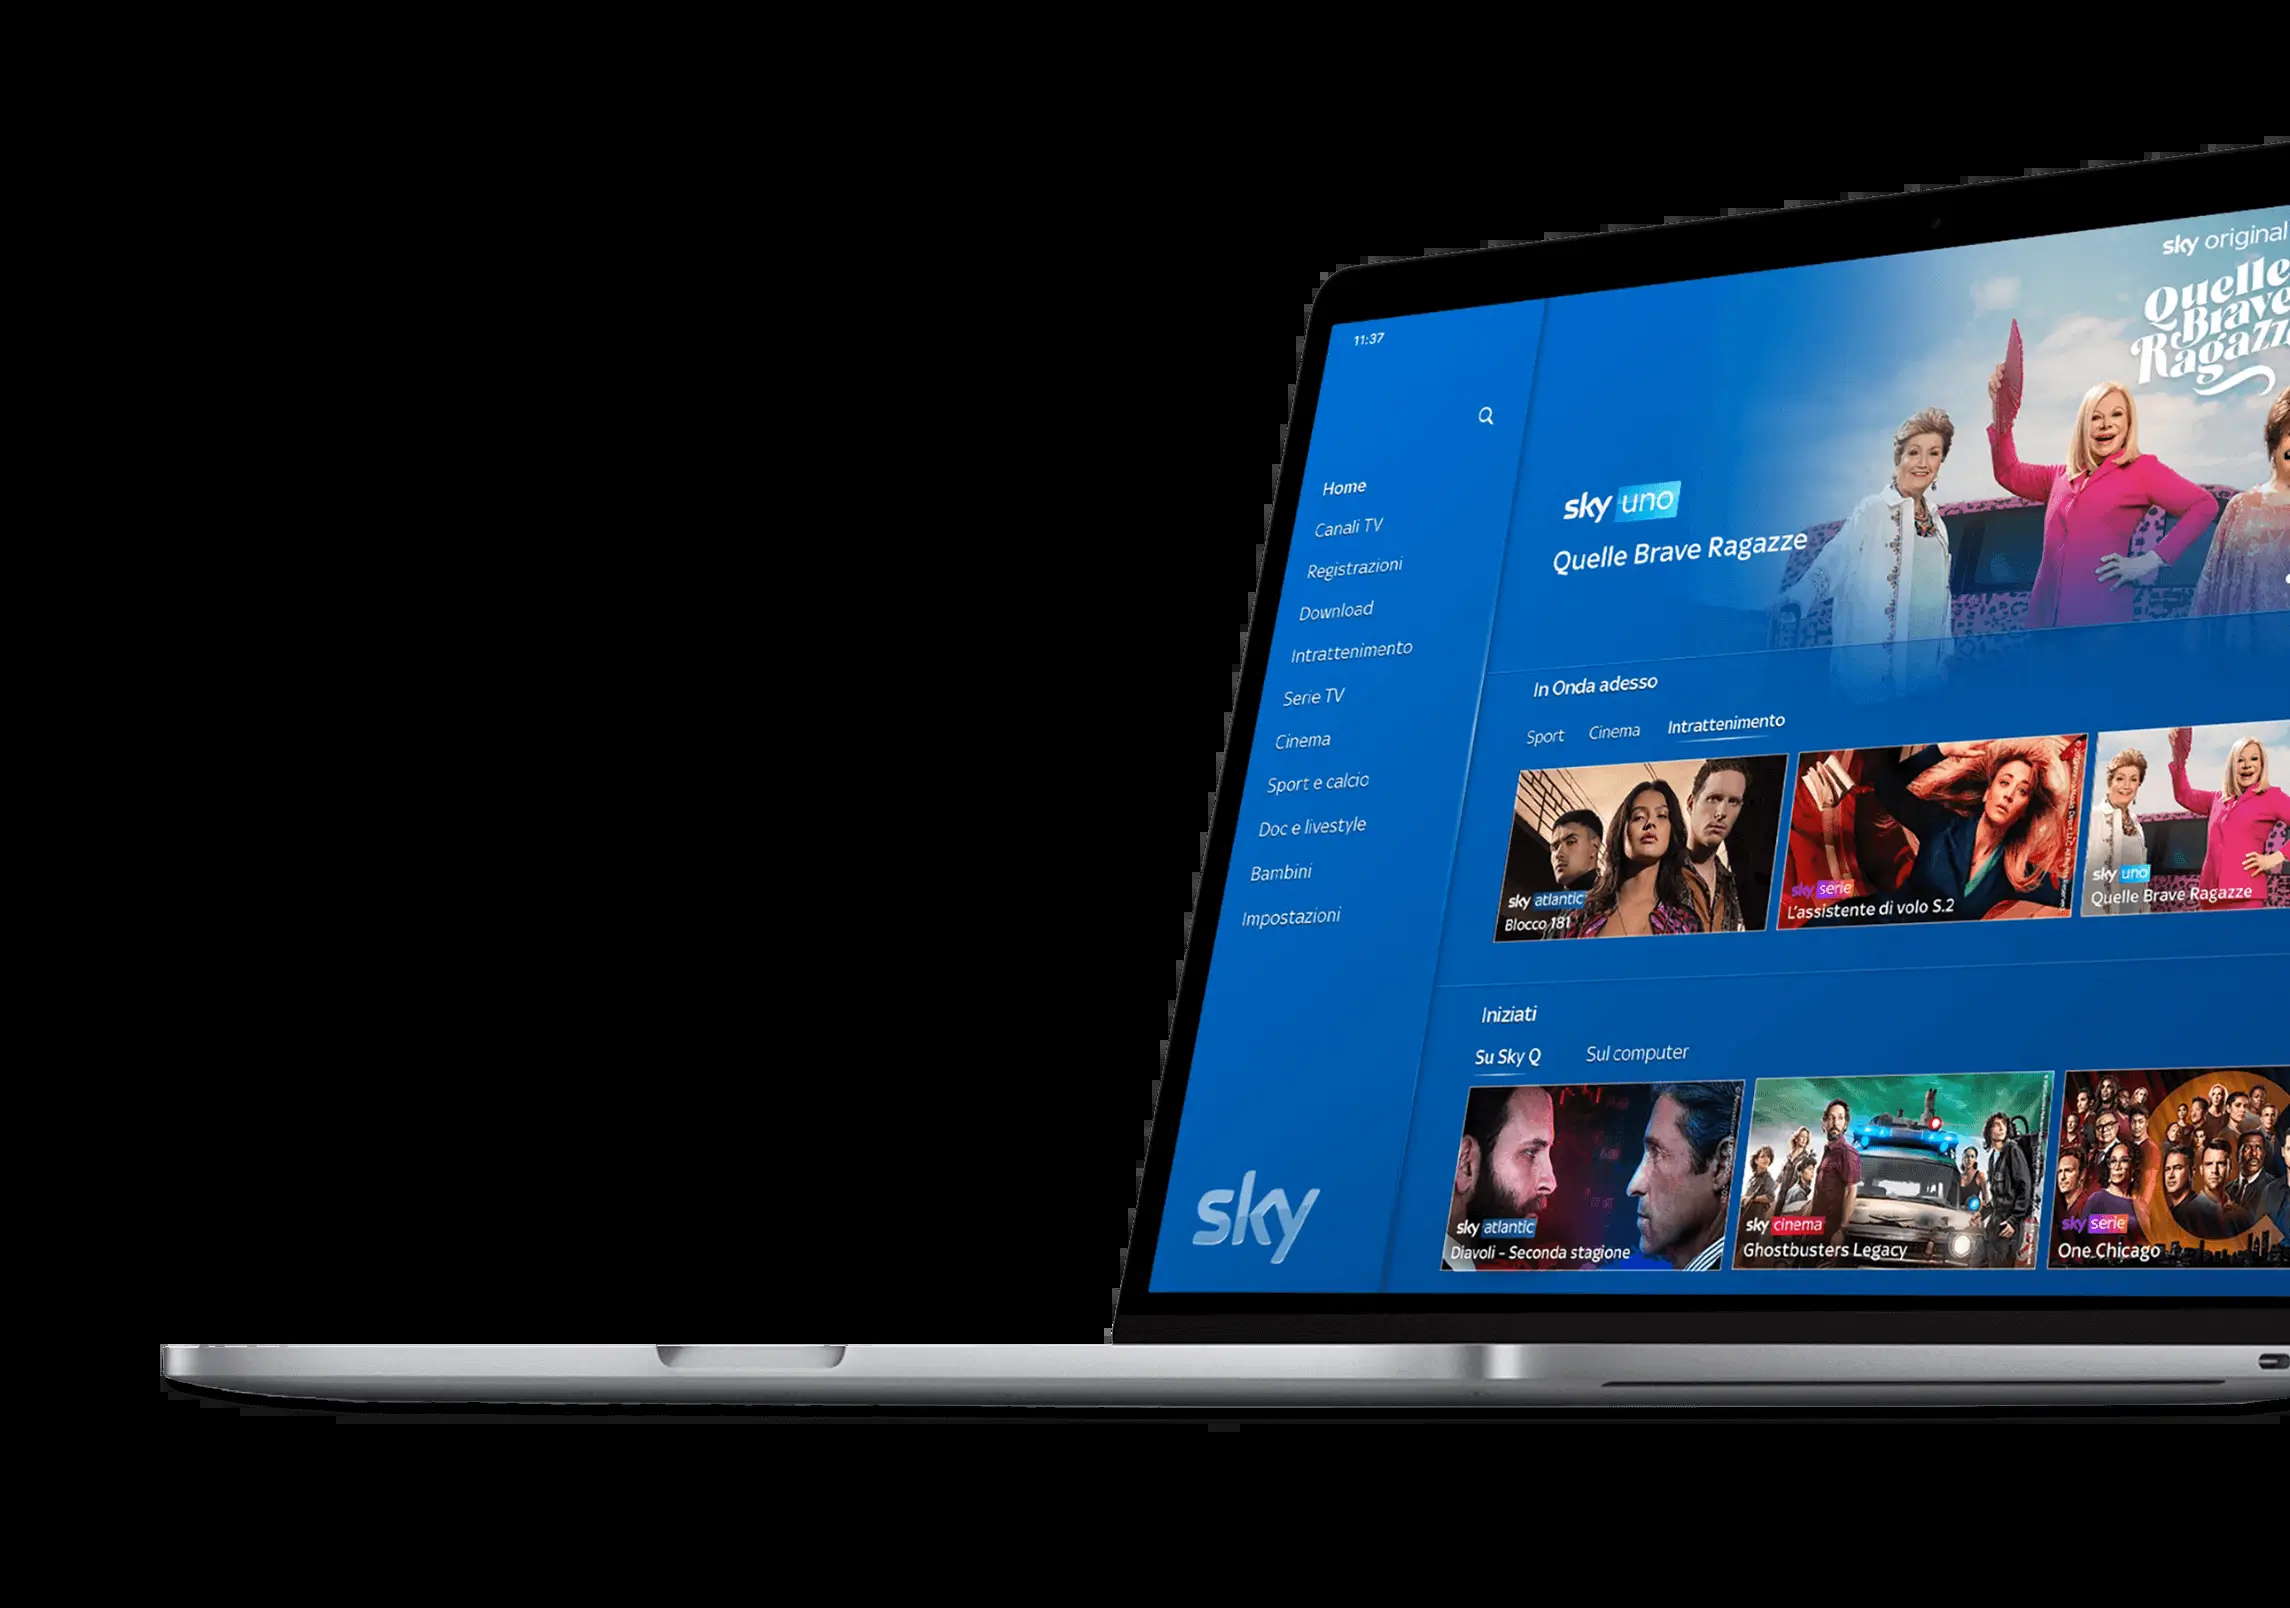 11:37
Home
Canali TV
Registrazioni
Download
Intrattenimento
Serie TV
Cinema
Sport e calcio
Doc e livestyle
Bambini
Impostazioni
sky
sky original
Quelle
Brave
Ragazze
sky uno
Quelle Brave Ragazze
In Onda adesso
Sport Cinema Intrattenimento
sky atlantic
Blocco 181
sky serie
L'assistente di volo S.2
sky uno
Quelle Brave Ragazze
Iniziati
Su Sky Q Sul computer
sky atlantic
Diavoli - Seconda stagione
sky cinema
Ghostbusters Legacy
sky serie
One Chicago